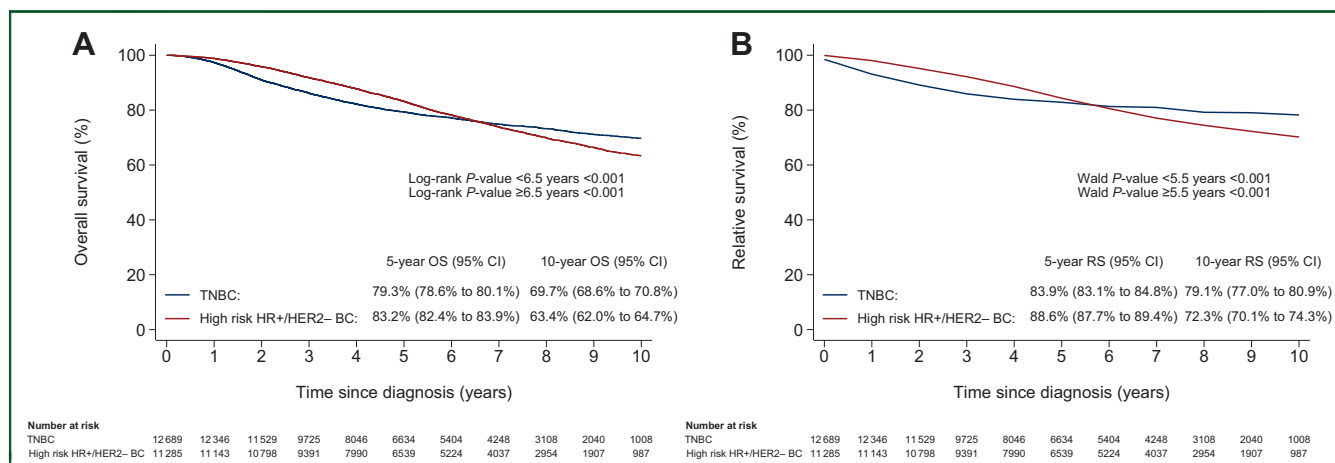 A
Overall survival (%)
100
80
60
40
20
0
Log-rank P-value <6.5 years <0.001
Log-rank P-value ≥6.5 years <0.001
5-year OS (95% CI) 10-year OS (95% CI)
TNBC: 79.3% (78.6% to 80.1%) 69.7% (68.6% to 70.8%)
High risk HR+/HER2– BC: 83.2% (82.4% to 83.9%) 63.4% (62.0% to 64.7%)
0 1 2 3 4 5 6 7 8 9 10
Time since diagnosis (years)
Number at risk
TNBC 12 689 12 346 11 529 9725 8046 6634 5404 4248 3108 2040 1008
High risk HR+/HER2– BC 11 285 11 143 10 798 9391 7990 6539 5224 4037 2954 1907 987
B
Relative survival (%)
100
80
60
40
20
0
Wald P-value <5.5 years <0.001
Wald P-value ≥5.5 years <0.001
5-year RS (95% CI) 10-year RS (95% CI)
TNBC: 83.9% (83.1% to 84.8%) 79.1% (77.0% to 80.9%)
High risk HR+/HER2– BC: 88.6% (87.7% to 89.4%) 72.3% (70.1% to 74.3%)
0 1 2 3 4 5 6 7 8 9 10
Time since diagnosis (years)
Number at risk
TNBC 12 689 12 346 11 529 9725 8046 6634 5404 4248 3108 2040 1008
High risk HR+/HER2– BC 11 285 11 143 10 798 9391 7990 6539 5224 4037 2954 1907 987